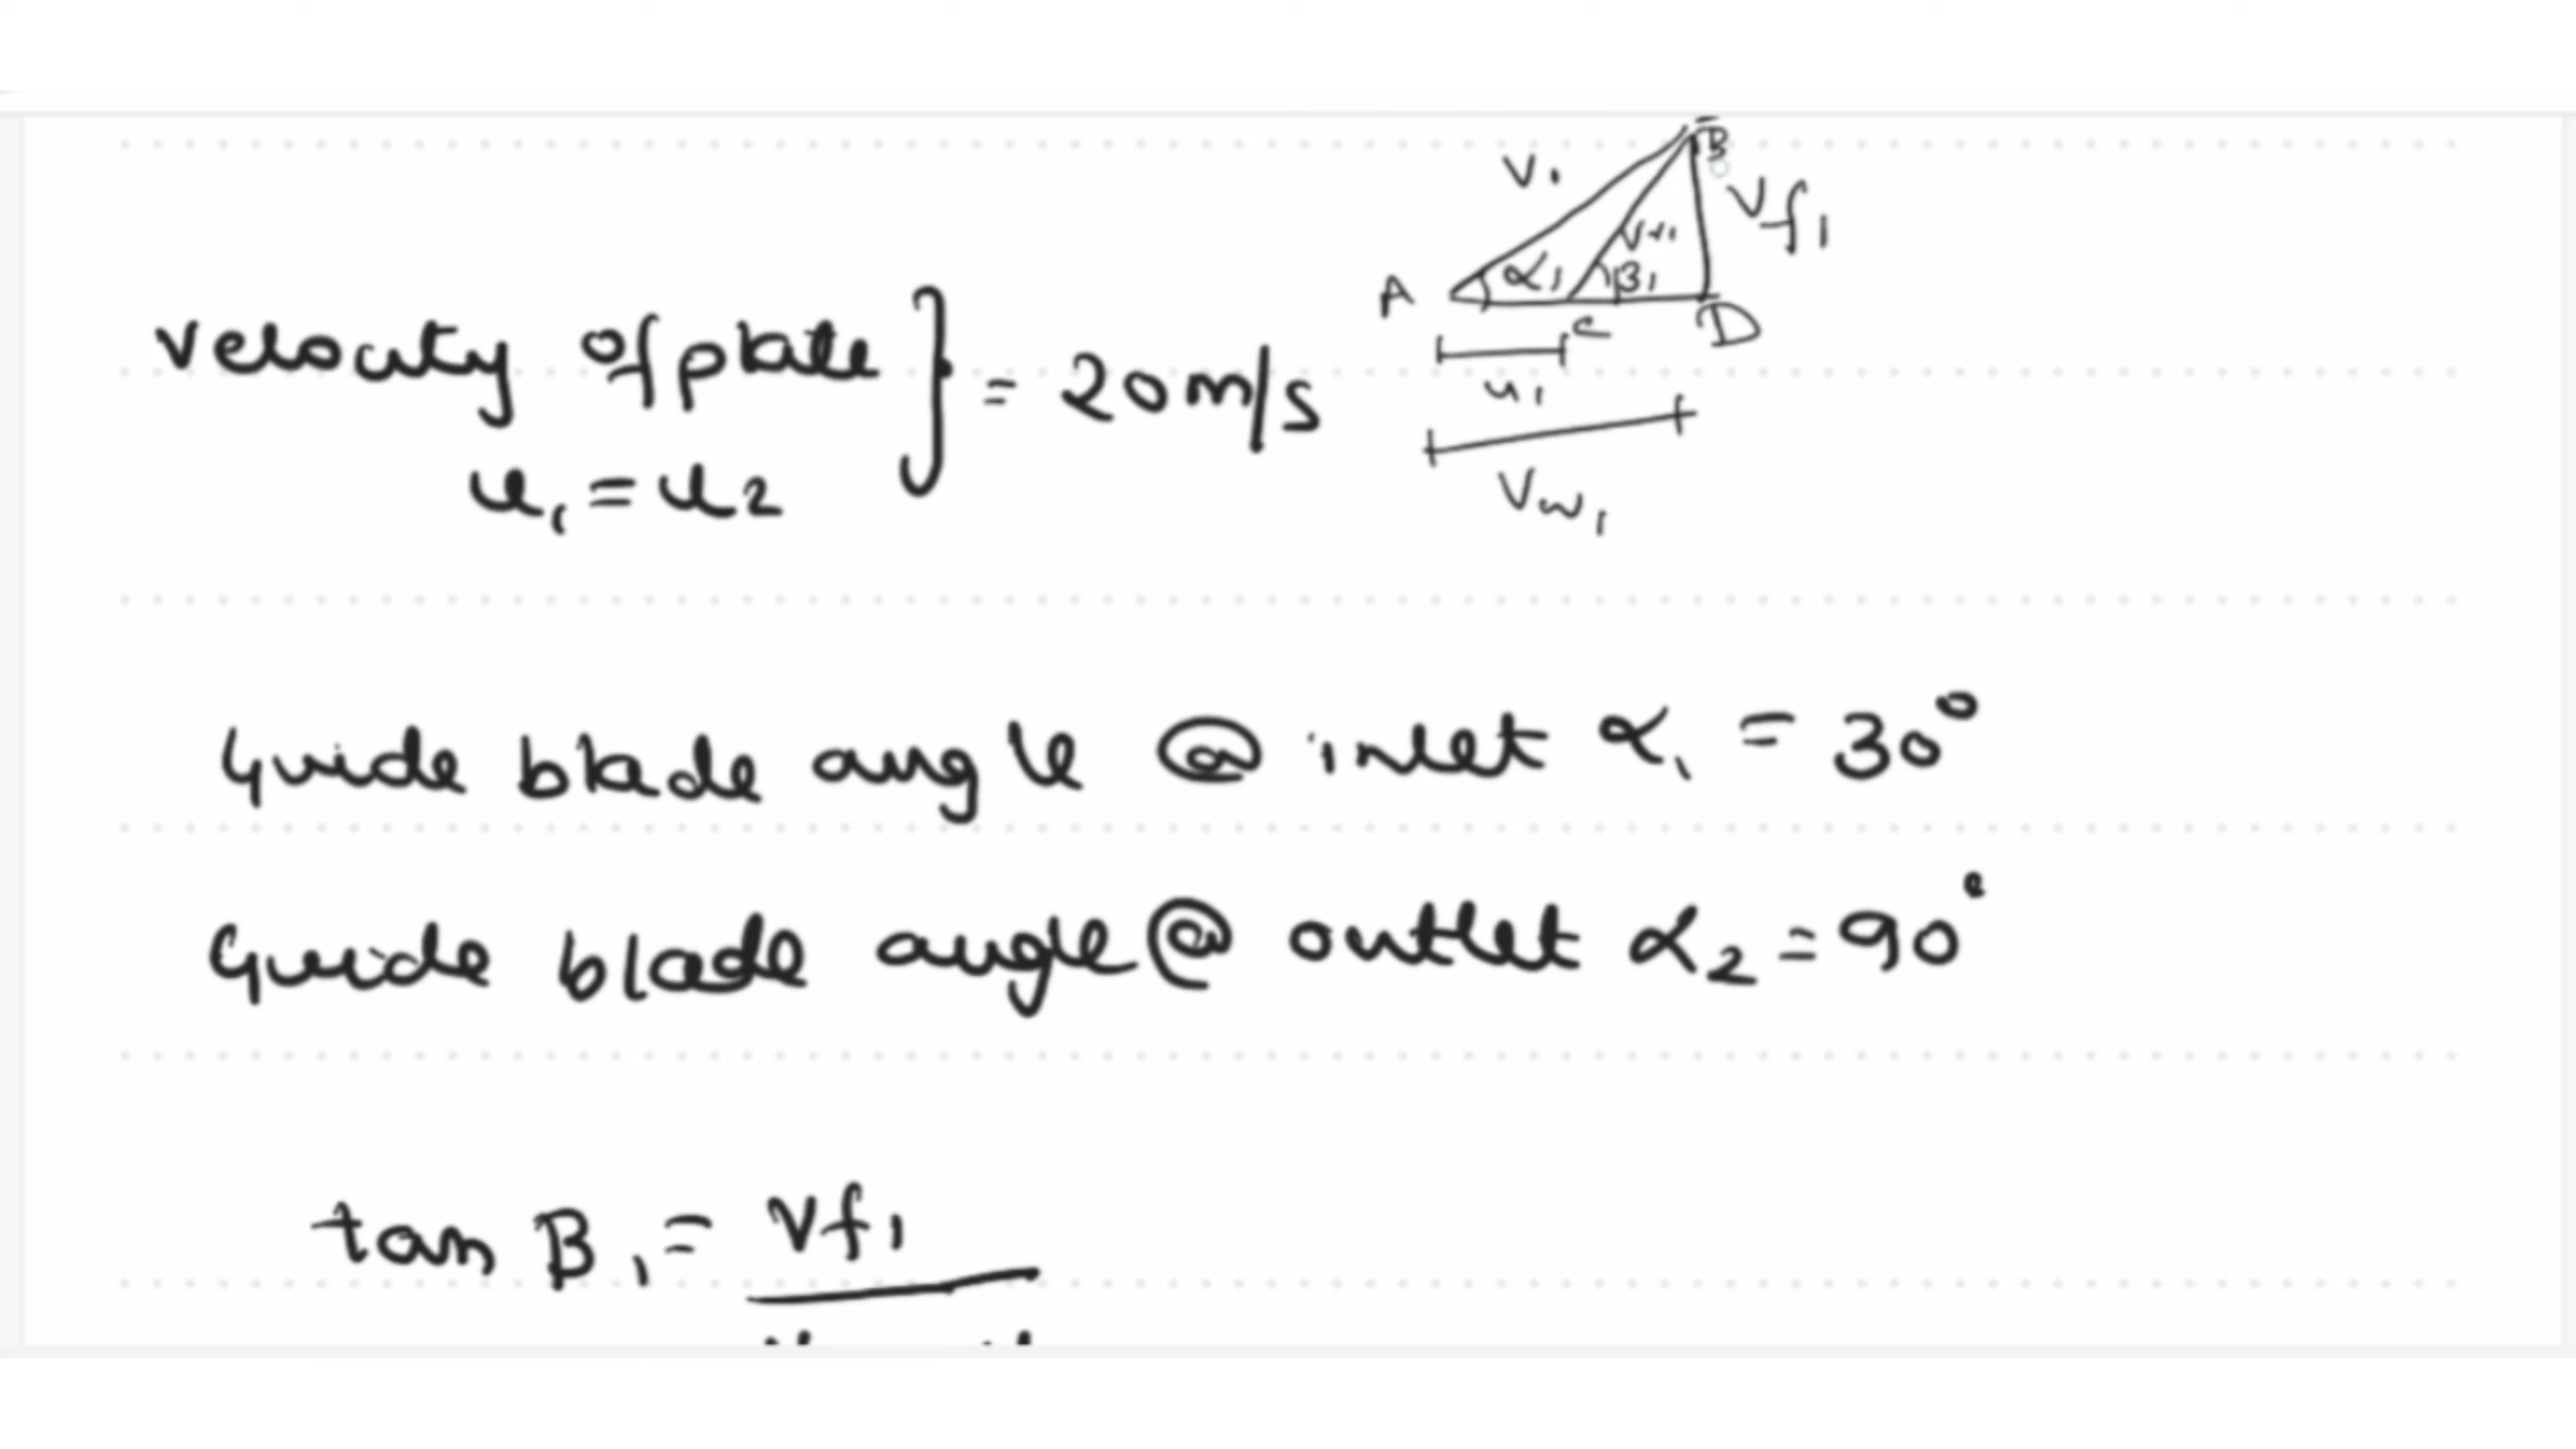 B
V₁
Vf₁
Vr₁
A
α₁
β₁
C
D
velocity of plate } = 20 m/s
u₁
u₁ = u₂
Vw₁
Guide blade angle @ inlet α₁ = 30°
Guide blade angle @ outlet α₂ = 90°
tan B₁ = Vf₁